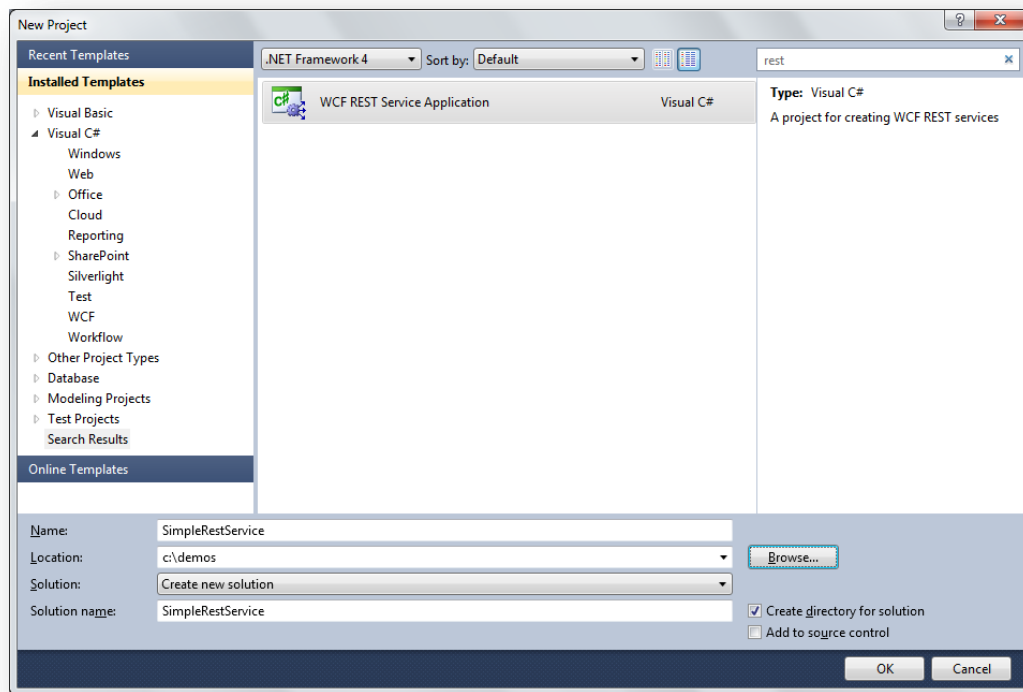 New Project
Recent Templates
Installed Templates
Visual Basic
Visual C#
Windows
Web
Office
Cloud
Reporting
SharePoint
Silverlight
Test
WCF
Workflow
Other Project Types
Database
Modeling Projects
Test Projects
Search Results
Online Templates
.NET Framework 4 Sort by: Default
rest
C# WCF REST Service Application Visual C#
Type: Visual C#
A project for creating WCF REST services
Name: SimpleRestService
Location: c:\demos Browse...
Solution: Create new solution
Solution name: SimpleRestService
Create directory for solution
Add to source control
OK Cancel